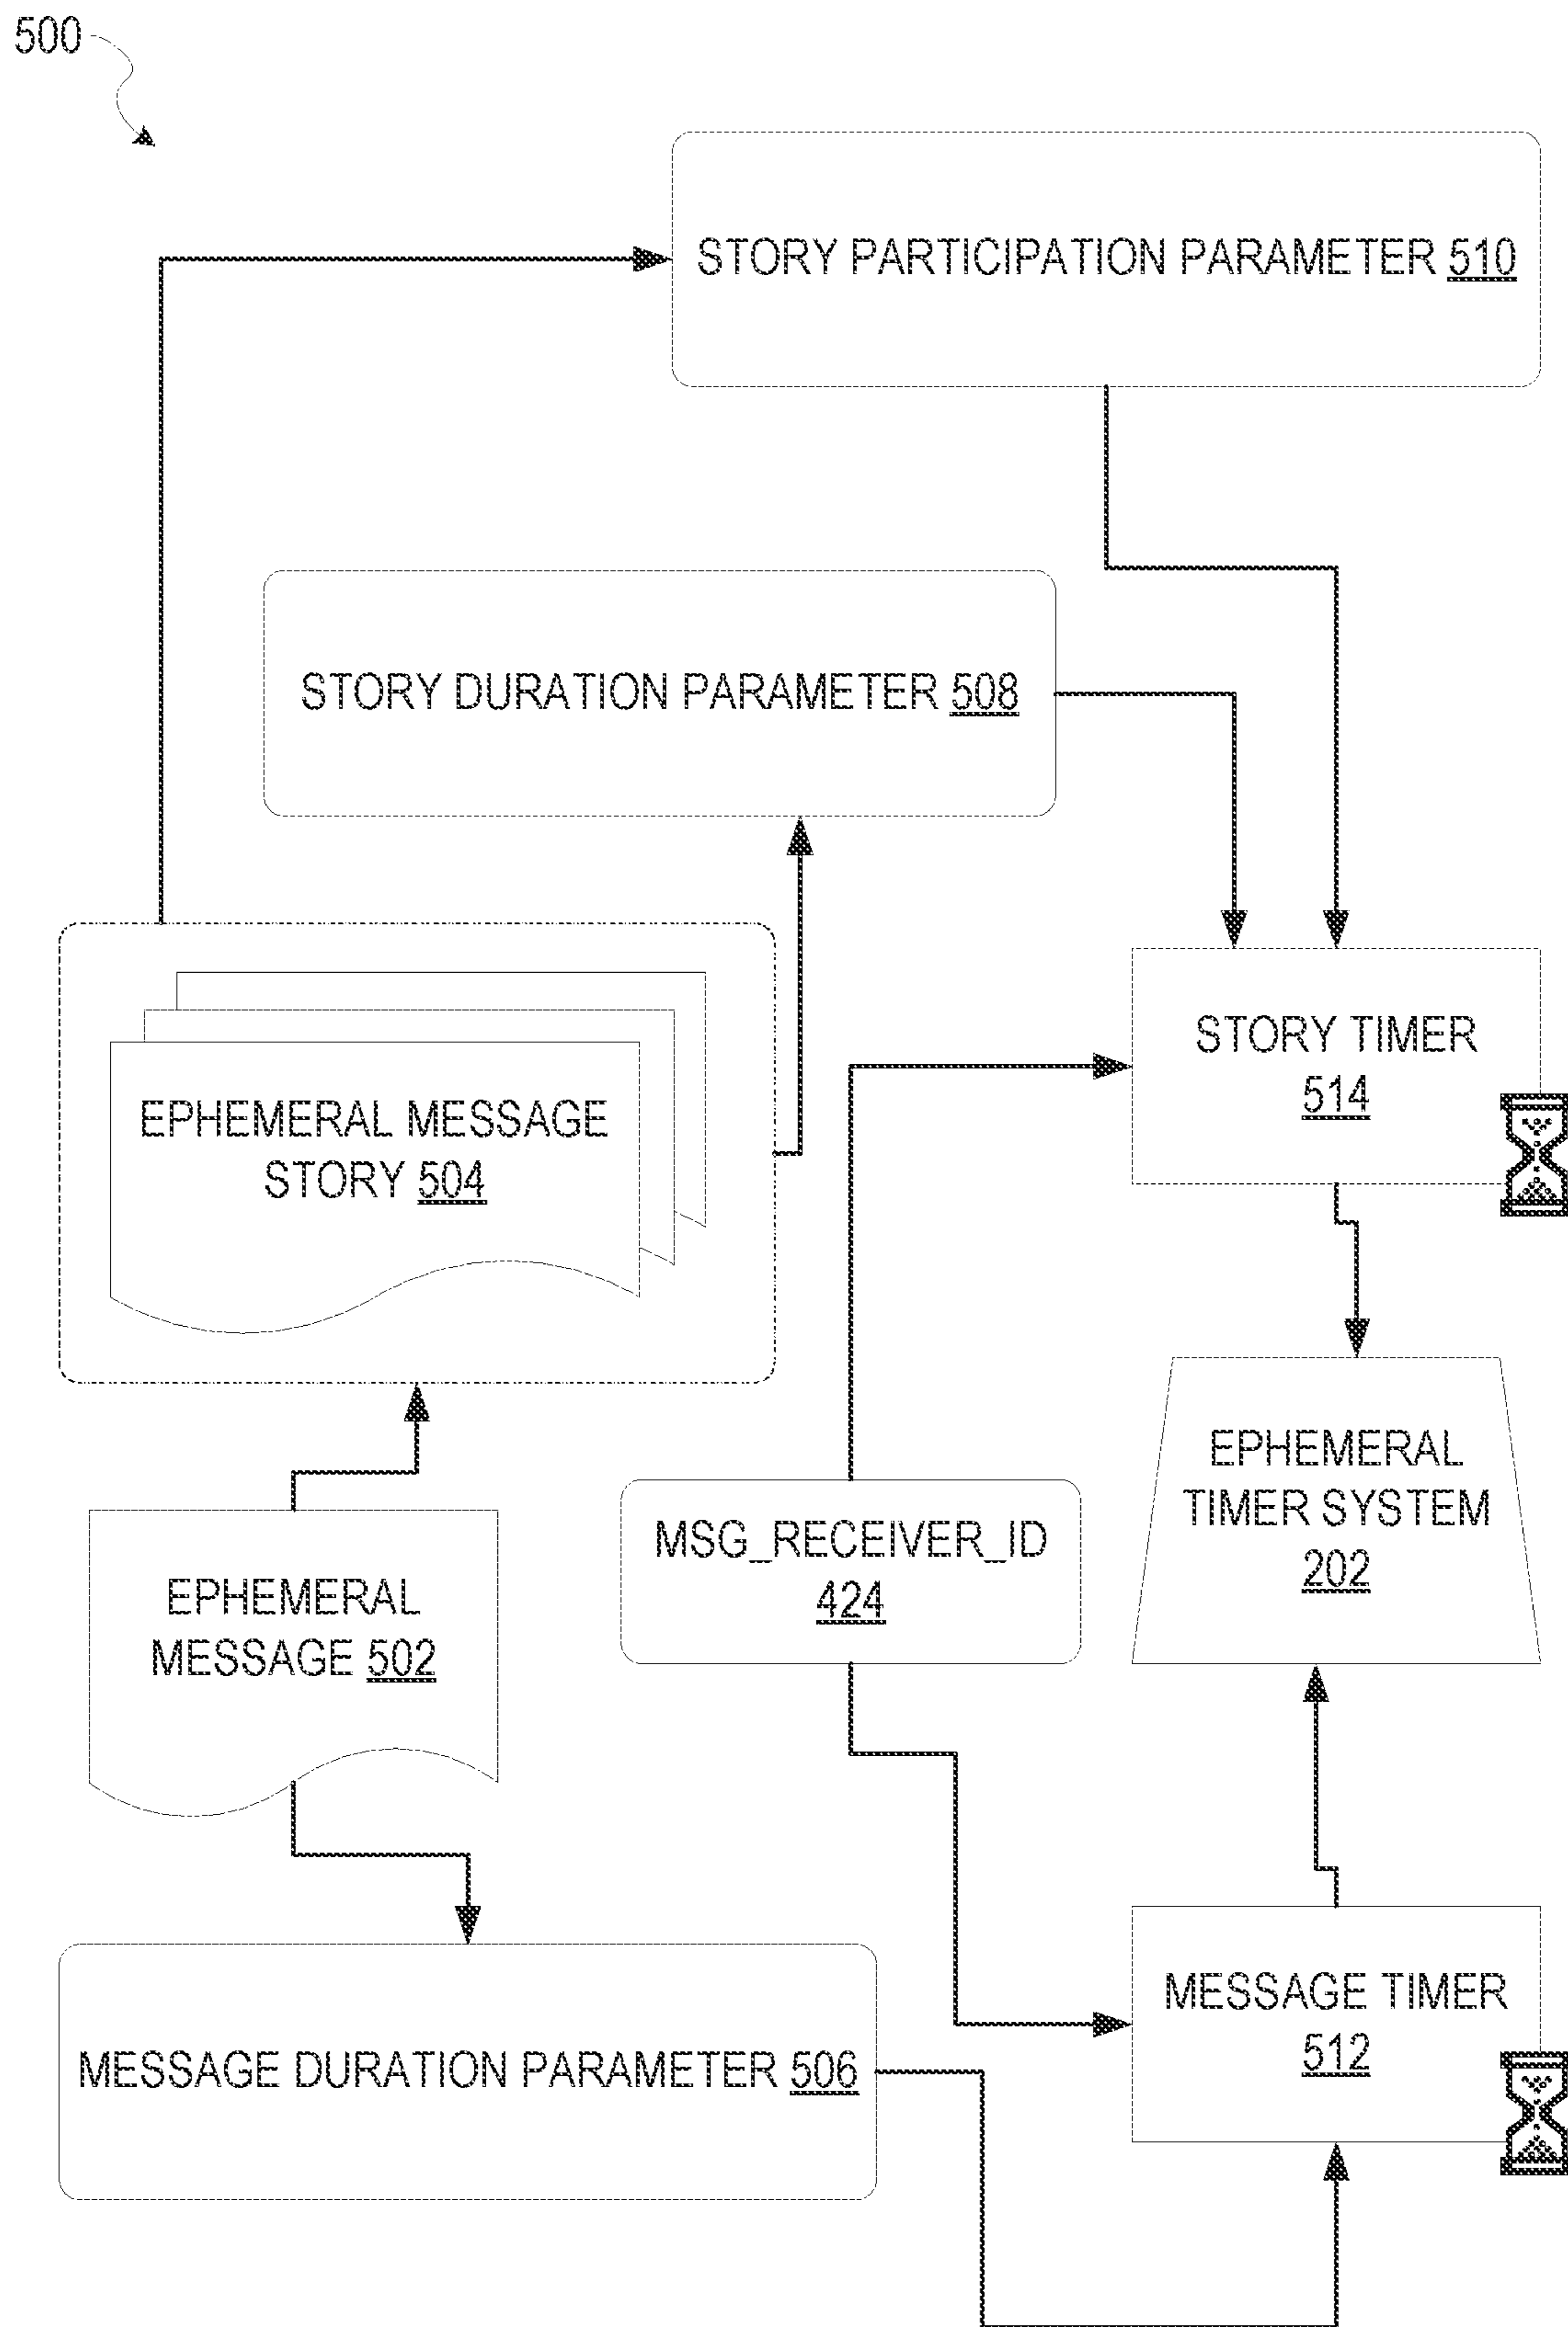 500
STORY PARTICIPATION PARAMETER 510
STORY DURATION PARAMETER 508
EPHEMERAL MESSAGE
STORY 504
STORY TIMER
514
EPHEMERAL
TIMER SYSTEM
202
MSG_RECEIVER_ID
424
EPHEMERAL
MESSAGE 502
MESSAGE TIMER
512
MESSAGE DURATION PARAMETER 506